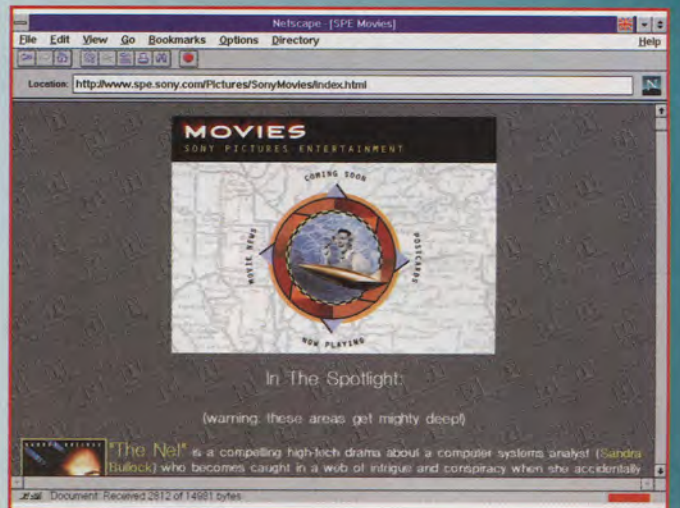 Netscape - [SPE Movies]
File Edit View Go Bookmarks Options Directory Help
Location: http://www.spe.sony.com/Pictures/SonyMovies/index.html
N
MOVIES
SONY PICTURES ENTERTAINMENT
COMING SOON
MOVIE NEWS
POSTCARDS
NOW PLAYING
In The Spotlight:
(warning: these areas get mighty deep!)
SANDRA BULLOCK
"The Net" is a compelling high-tech drama about a computer systems analyst (Sandra
Bullock) who becomes caught in a web of intrigue and conspiracy when she accidentally
Document: Received 2812 of 14981 bytes